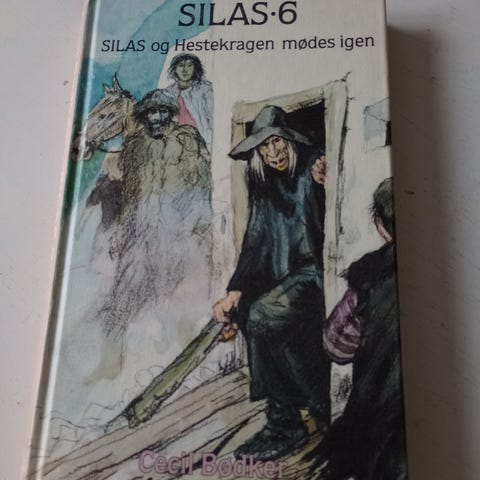 SILAS·6
SILAS og Hestekragen mødes igen
Cecil Bødker